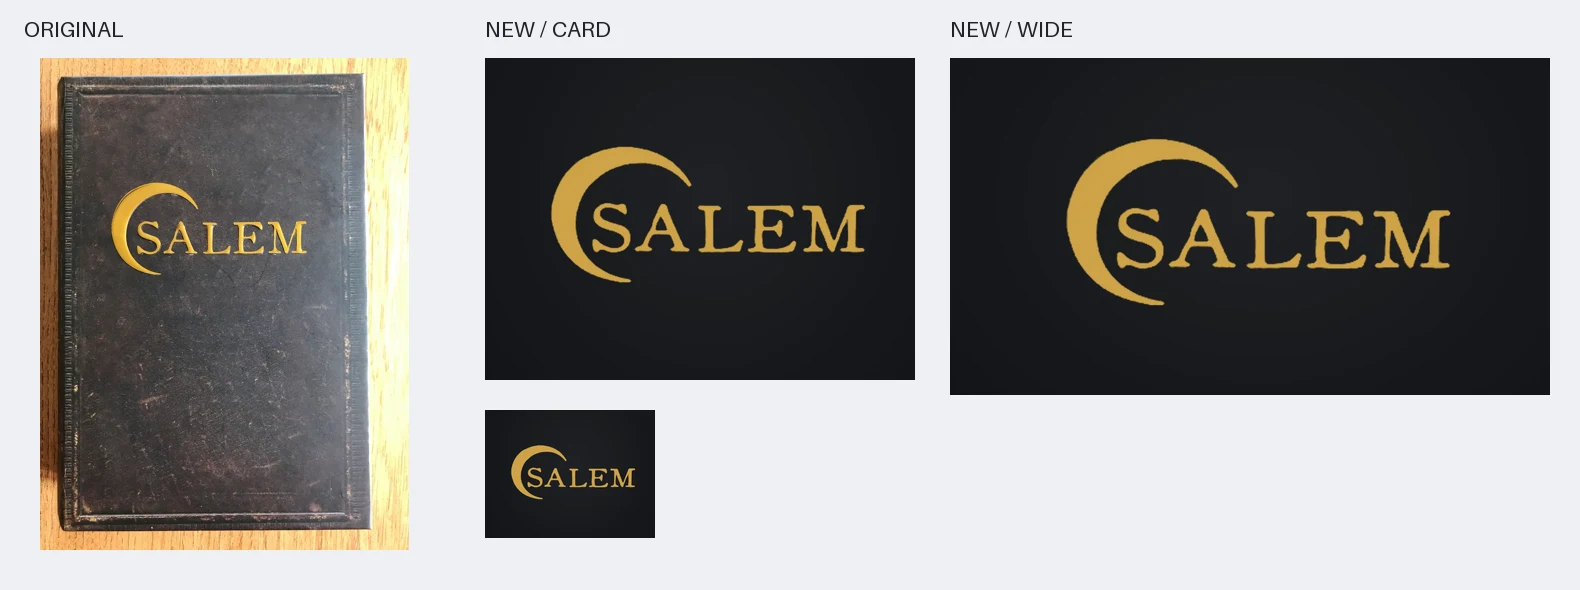 ORIGINAL
NEW / CARD
NEW / WIDE
SALEM
SALEM
SALEM
SALEM